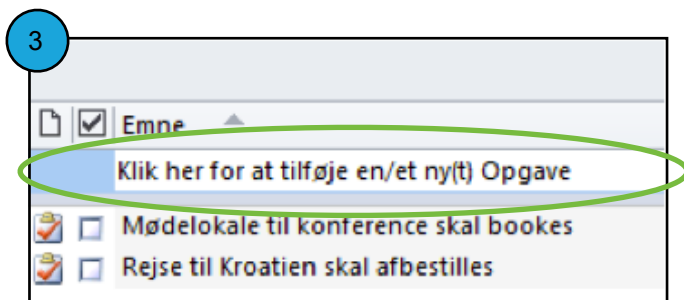 3
Emne
Klik her for at tilføje en/et ny(t) Opgave
Mødelokale til konference skal bookes
Rejse til Kroatien skal afbestilles